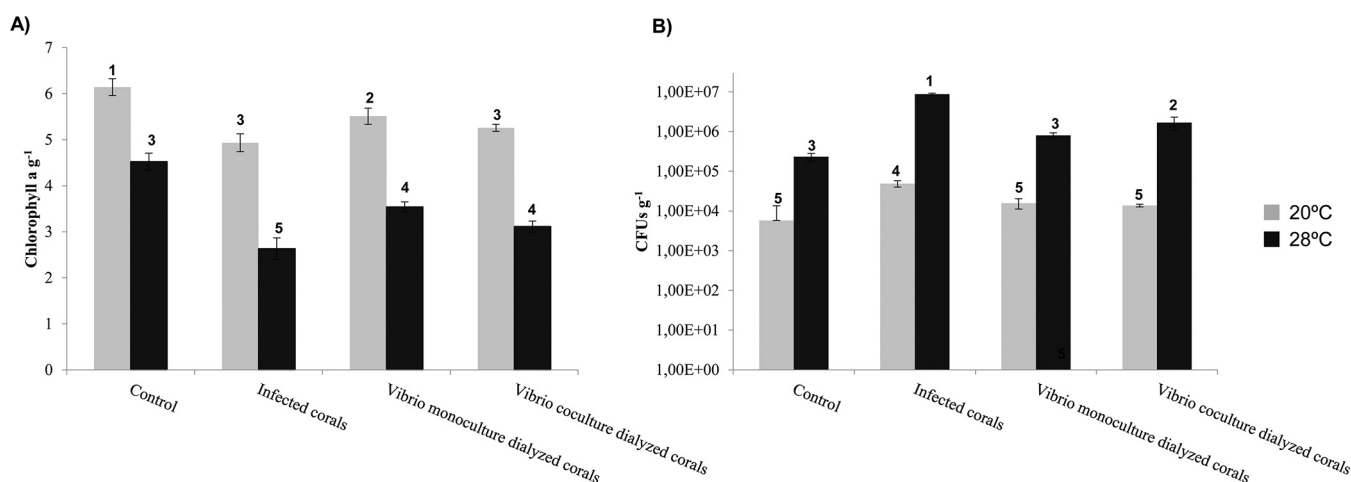 A)
7
6
5
4
3
2
1
0
Chlorophyll a g-1
1
3
3
5
2
4
3
4
Control
Infected corals
Vibrio monoculture dialyzed corals
Vibrio coculture dialyzed corals
B)
1,00E+07
1,00E+06
1,00E+05
1,00E+04
1,00E+03
1,00E+02
1,00E+01
1,00E+00
CFUs g-1
5
3
4
1
5
3
5
5
2
Control
Infected corals
Vibrio monoculture dialyzed corals
Vibrio coculture dialyzed corals
20ºC
28ºC